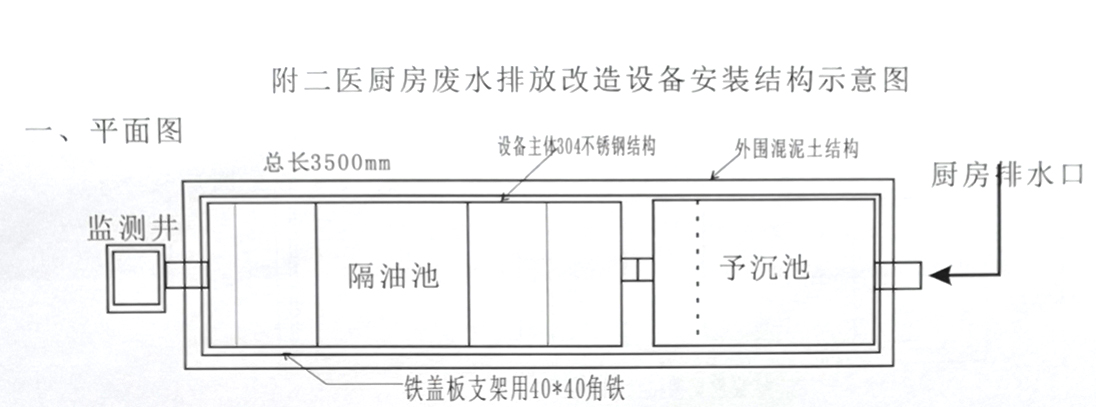 附二医厨房废水排放改造设备安装结构示意图
一、平面图
总长3500mm
设备主体304不锈钢结构
外围混泥土结构
厨房排水口
监测井
隔油池
予沉池
铁盖板支架用40*40角铁